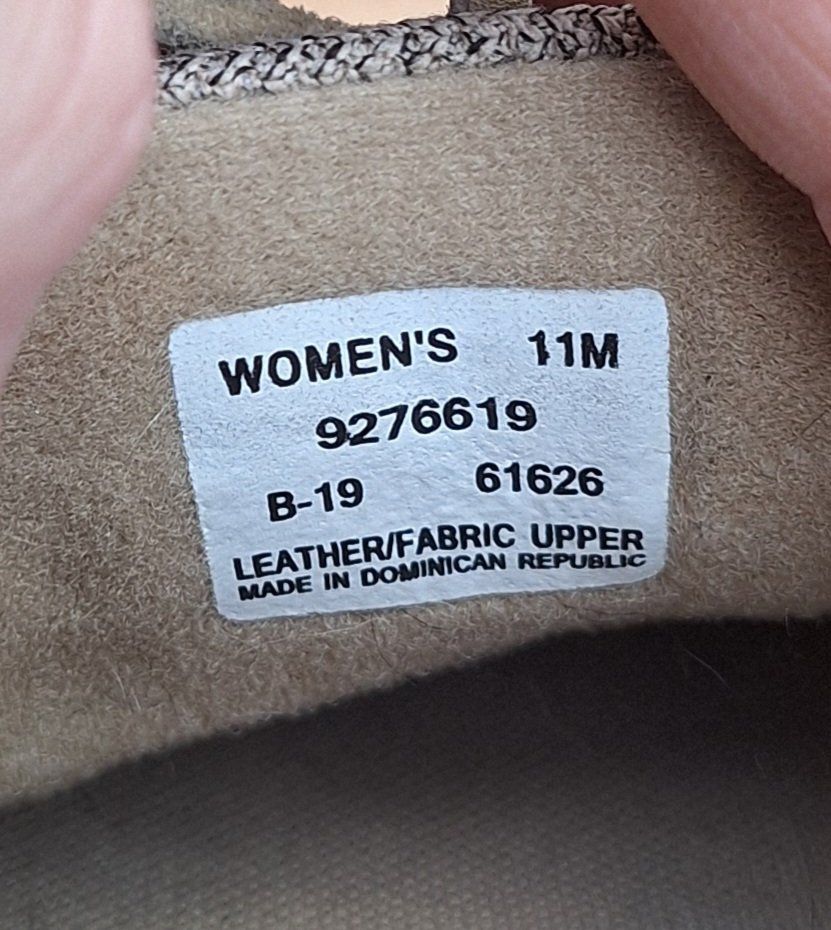 WOMEN'S 11M
9276619
B-19 61626
LEATHER/FABRIC UPPER
MADE IN DOMINICAN REPUBLIC